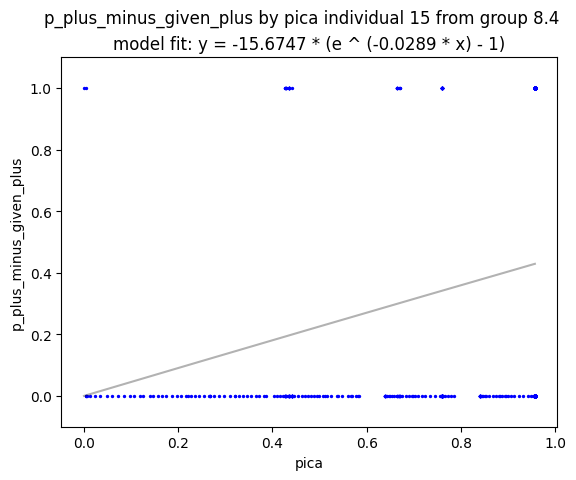 p_plus_minus_given_plus by pica individual 15 from group 8.4
model fit: y = -15.6747 * (e ^ (-0.0289 * x) - 1)
p_plus_minus_given_plus
1.0
0.8
0.6
0.4
0.2
0.0
0.0 0.2 0.4 0.6 0.8 1.0
pica